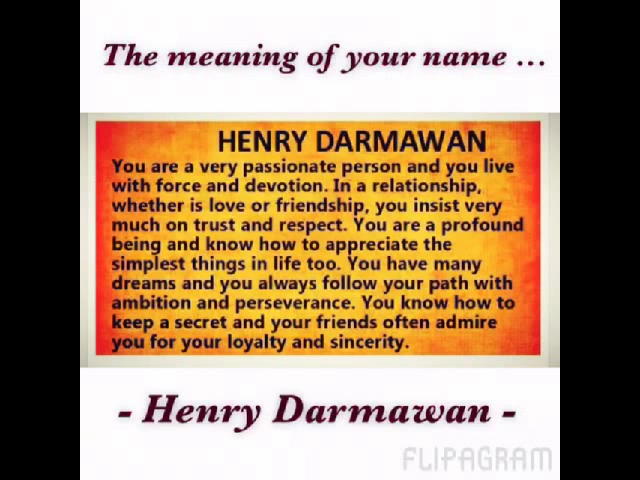 The meaning of your name ...
HENRY DARMAWAN
You are a very passionate person and you live
with force and devotion. In a relationship,
whether is love or friendship, you insist very
much on trust and respect. You are a profound
being and know how to appreciate the
simplest things in life too. You have many
dreams and you always follow your path with
ambition and perseverance. You know how to
keep a secret and your friends often admire
you for your loyalty and sincerity.
- Henry Darmawan -
FLIPAGRAM